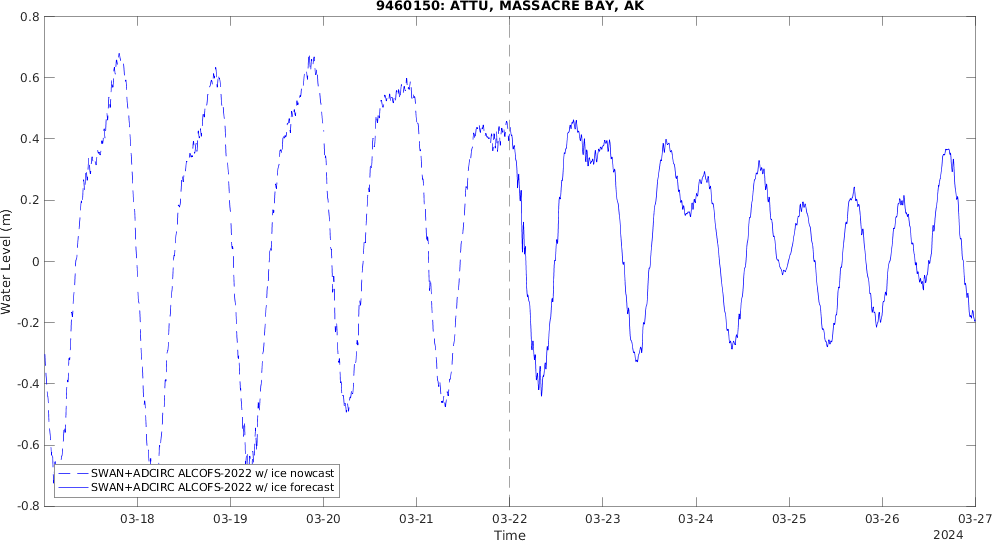 9460150: ATTU, MASSACRE BAY, AK
Water Level (m)
0.8
0.6
0.4
0.2
0
-0.2
-0.4
-0.6
-0.8
SWAN+ADCIRC ALCOFS-2022 w/ ice nowcast
SWAN+ADCIRC ALCOFS-2022 w/ ice forecast
03-18 03-19 03-20 03-21 03-22 03-23 03-24 03-25 03-26 03-27
Time
2024